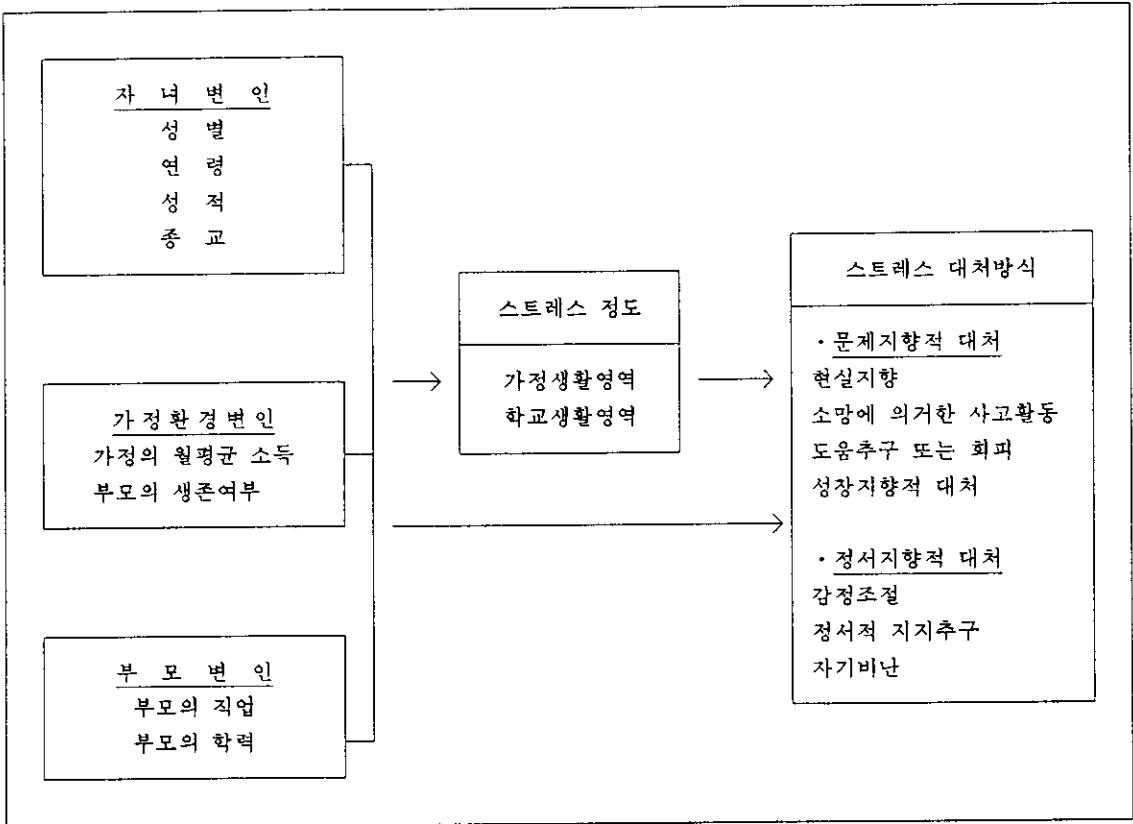 자 녀 변 인
성 별
연 령
성 적
종 교
가정환경변인
가정의 월평균 소득
부모의 생존여부
부 모 변 인
부모의 직업
부모의 학력
스트레스 정도
가정생활영역
학교생활영역
스트레스 대처방식
· 문제지향적 대처
현실지향
소망에 의거한 사고활동
도움추구 또는 회피
성장지향적 대처
· 정서지향적 대처
감정조절
정서적 지지추구
자기비난